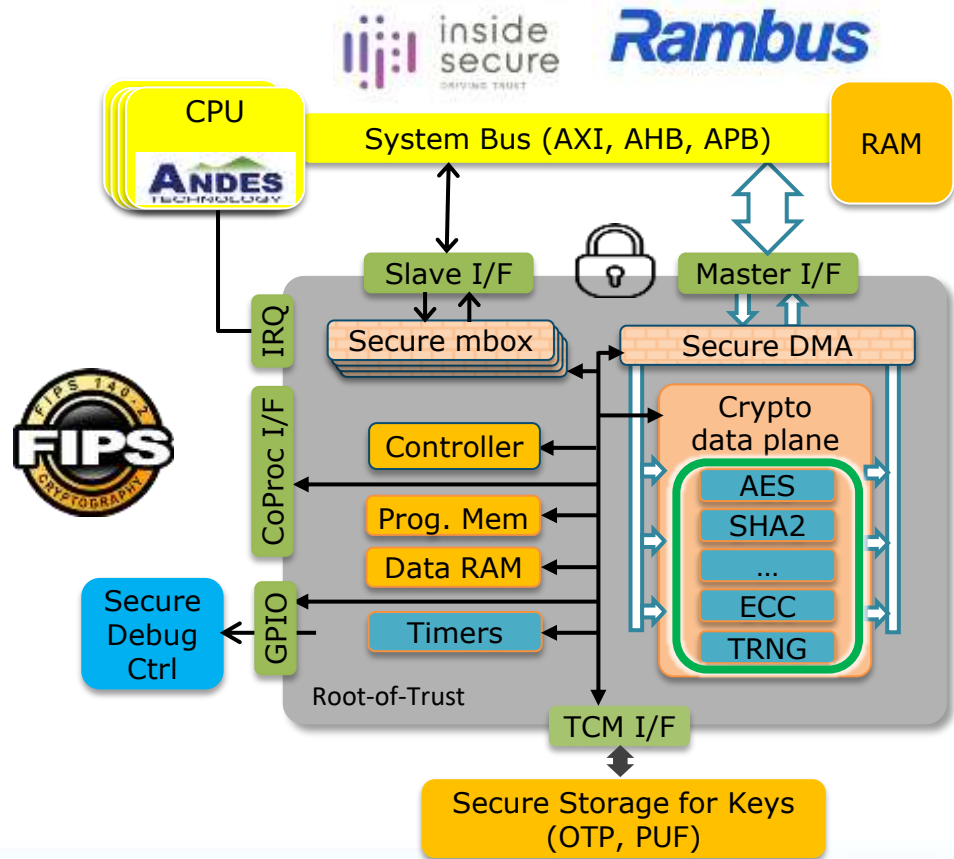 inside
secure
DRIVING TRUST
Rambus
CPU
ANDES
TECHNOLOGY
System Bus (AXI, AHB, APB)
RAM
Slave I/F
Master I/F
IRQ
Secure mbox
Secure DMA
FIPS 140-2
FIPS
CRYPTOGRAPHY
CoProc I/F
Controller
Crypto
data plane
AES
Prog. Mem
SHA2
Data RAM
...
Secure
Debug
Ctrl
GPIO
Timers
ECC
TRNG
Root-of-Trust
TCM I/F
Secure Storage for Keys
(OTP, PUF)